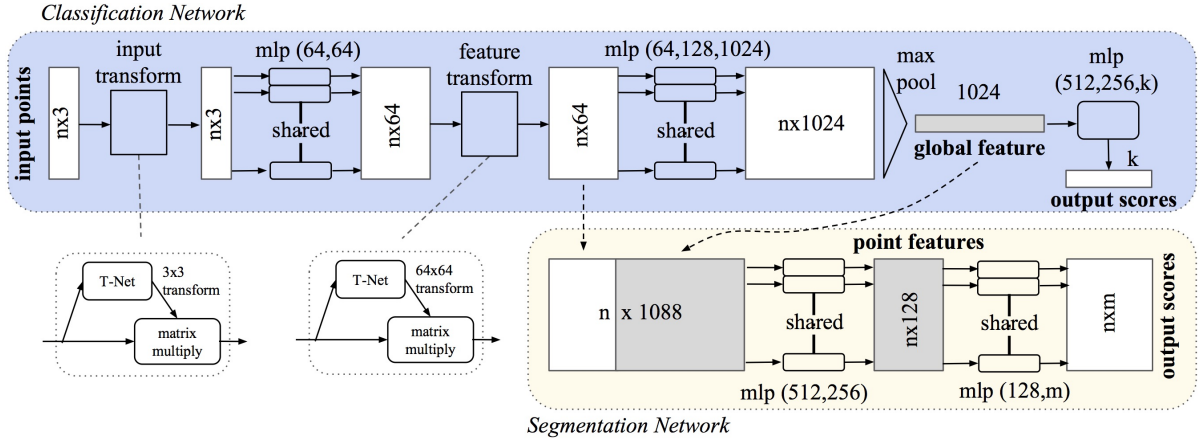 Classification Network
input points
nx3
input
transform
nx3
mlp (64,64)
shared
nx64
feature
transform
nx64
mlp (64,128,1024)
shared
nx1024
max
pool
1024
global feature
mlp
(512,256,k)
k
output scores
T-Net
3x3
transform
matrix
multiply
T-Net
64x64
transform
matrix
multiply
point features
n x 1088
shared
mlp (512,256)
nx128
shared
mlp (128,m)
nxm
output scores
Segmentation Network